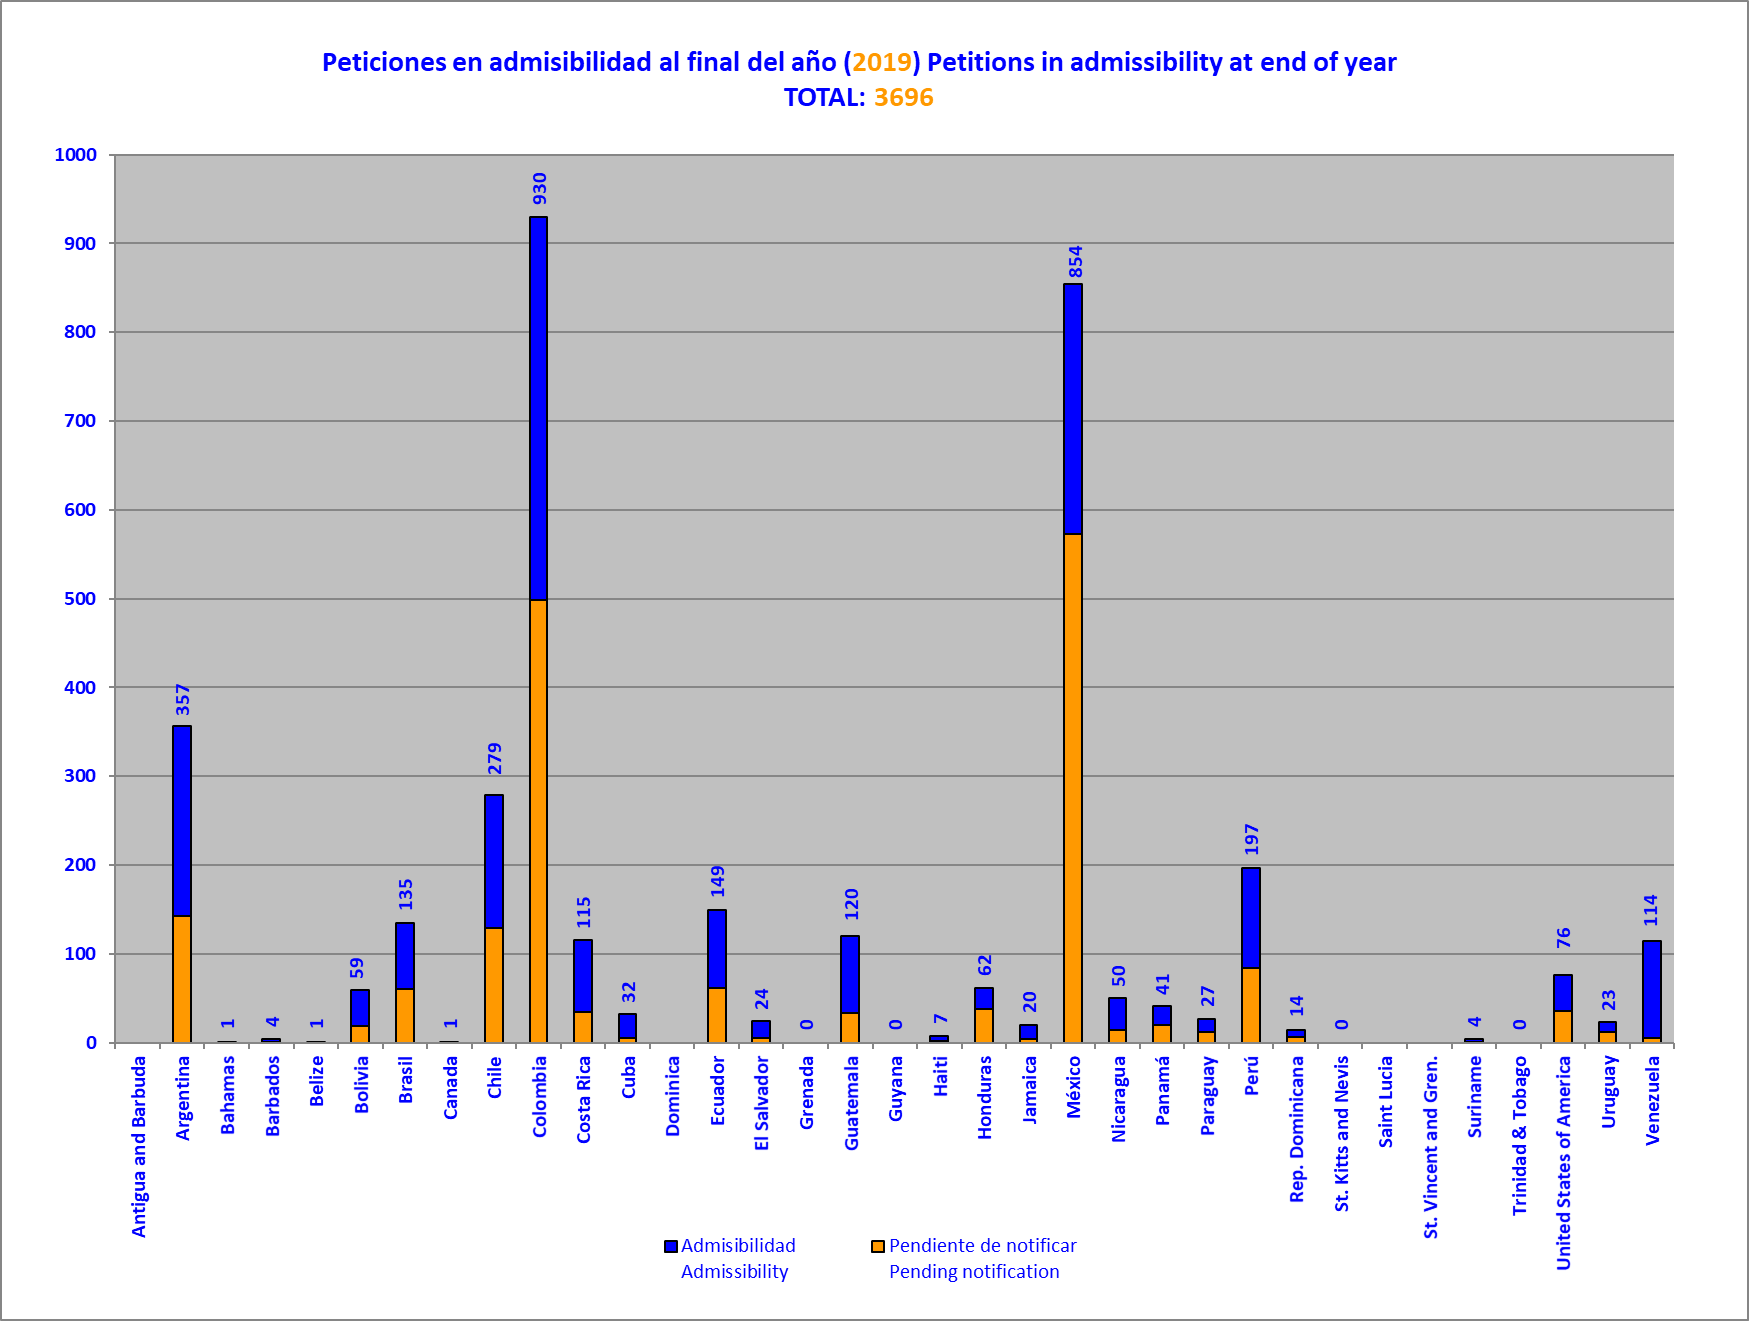 Peticiones en admisibilidad al final del año (2019) Petitions in admissibility at end of year
TOTAL: 3696
1000
900
800
700
600
500
400
300
200
100
0
357
1
4
1
59
135
1
279
930
115
32
149
24
0
120
0
7
62
20
854
50
41
27
197
14
0
4
0
76
23
114
Antigua and Barbuda
Argentina
Bahamas
Barbados
Belize
Bolivia
Brasil
Canada
Chile
Colombia
Costa Rica
Cuba
Dominica
Ecuador
El Salvador
Grenada
Guatemala
Guyana
Haiti
Honduras
Jamaica
México
Nicaragua
Panamá
Paraguay
Perú
Rep. Dominicana
St. Kitts and Nevis
Saint Lucia
St. Vincent and Gren.
Suriname
Trinidad & Tobago
United States of America
Uruguay
Venezuela
Admisibilidad
Admissibility
Pendiente de notificar
Pending notification